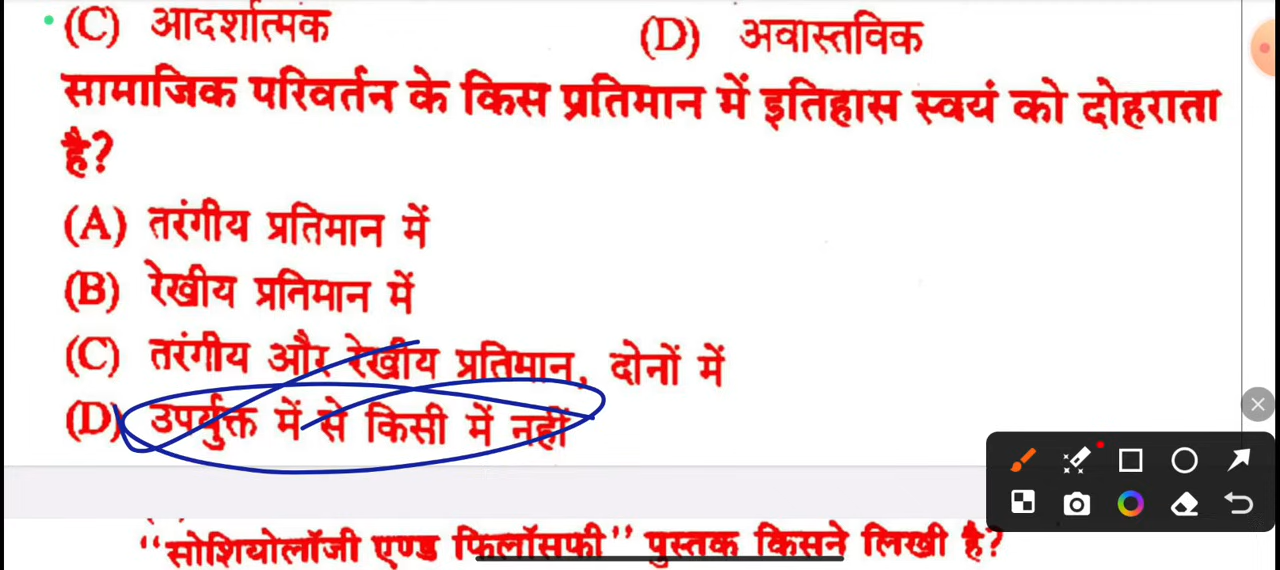 (C) आदर्शात्मक (D) अवास्तविक
सामाजिक परिवर्तन के किस प्रतिमान में इतिहास स्वयं को दोहराता
है?
(A) तरंगीय प्रतिमान में
(B) रेखीय प्रतिमान में
(C) तरंगीय और रेखीय प्रतिमान, दोनों में
(D) उपर्युक्त में से किसी में नहीं
“सोशियोलॉजी एण्ड फिलॉसफी” पुस्तक किसने लिखी है?